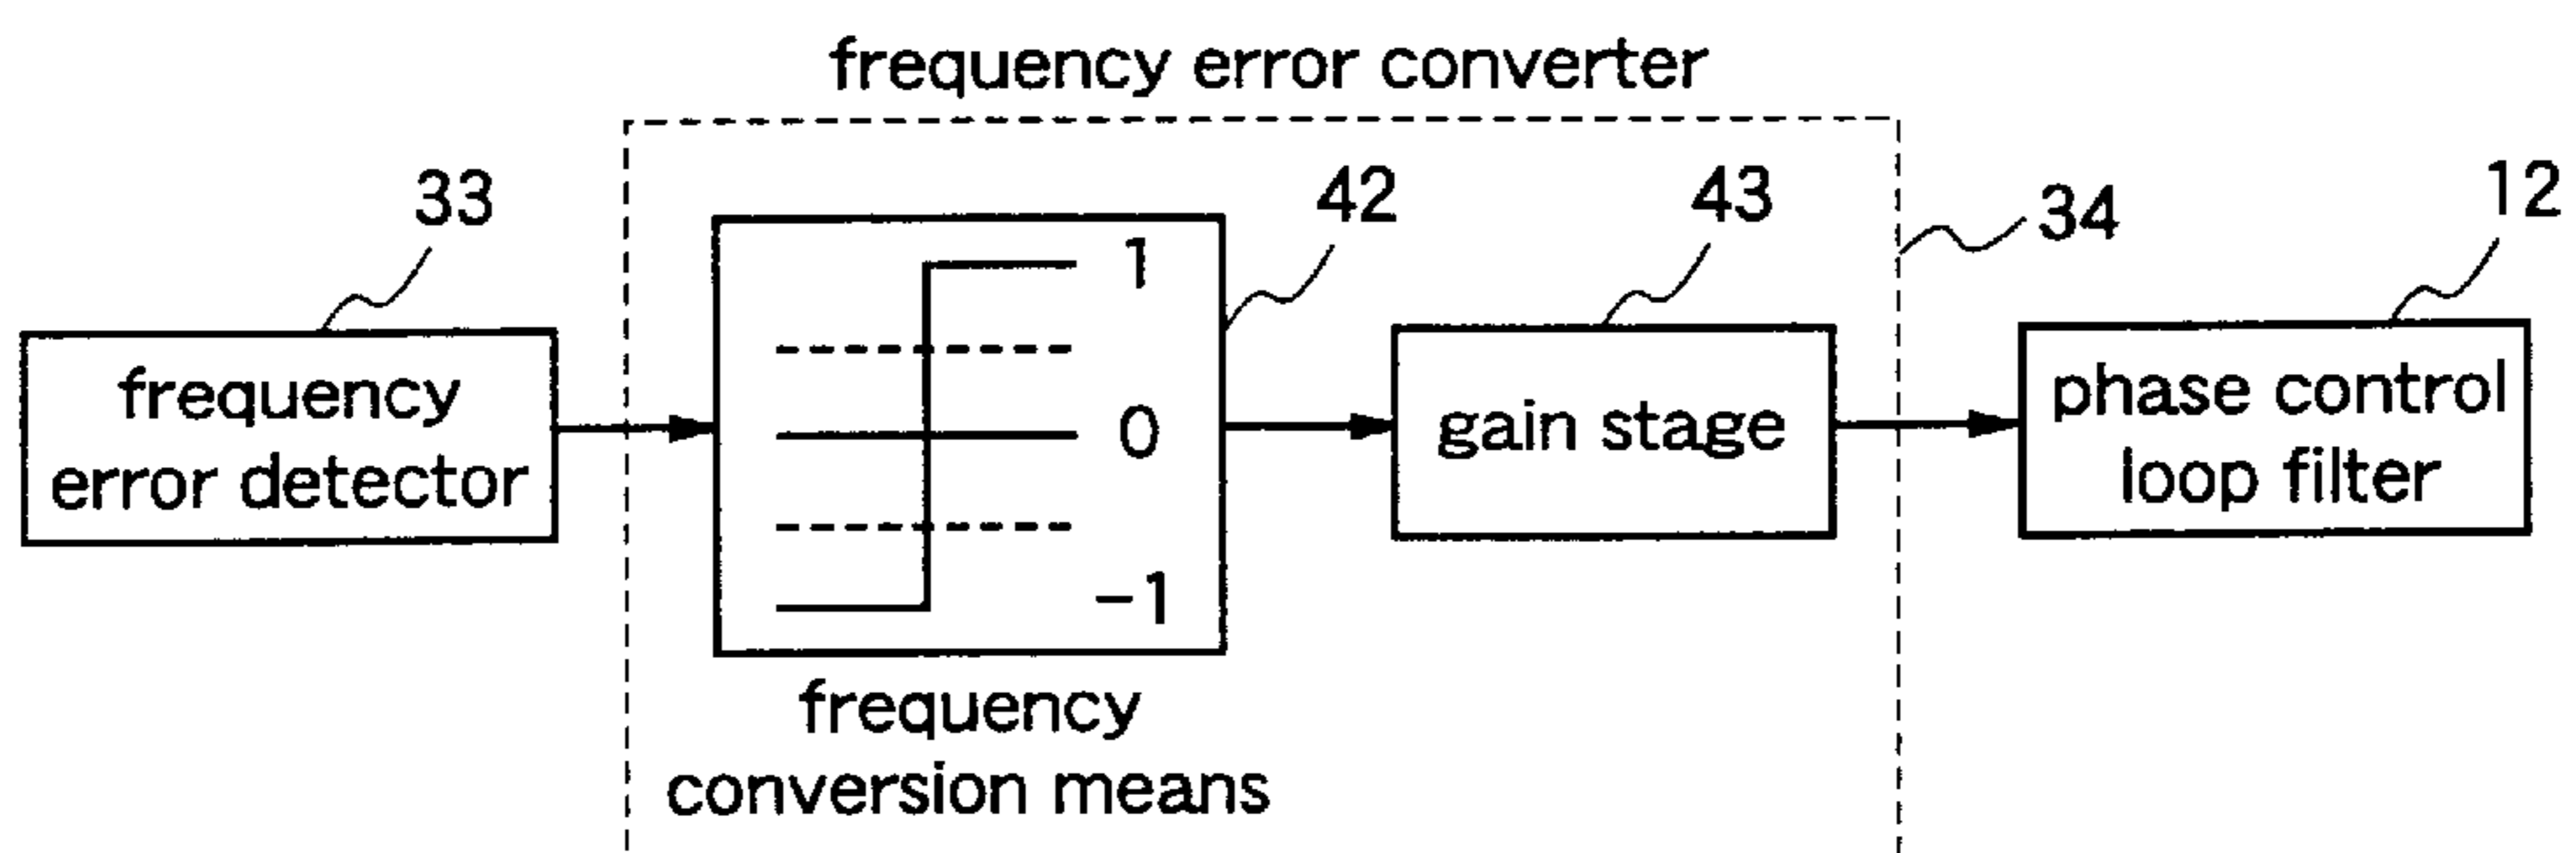 frequency error converter
33
42
43
34
12
1
0
-1
frequency
error detector
gain stage
phase control
loop filter
frequency
conversion means